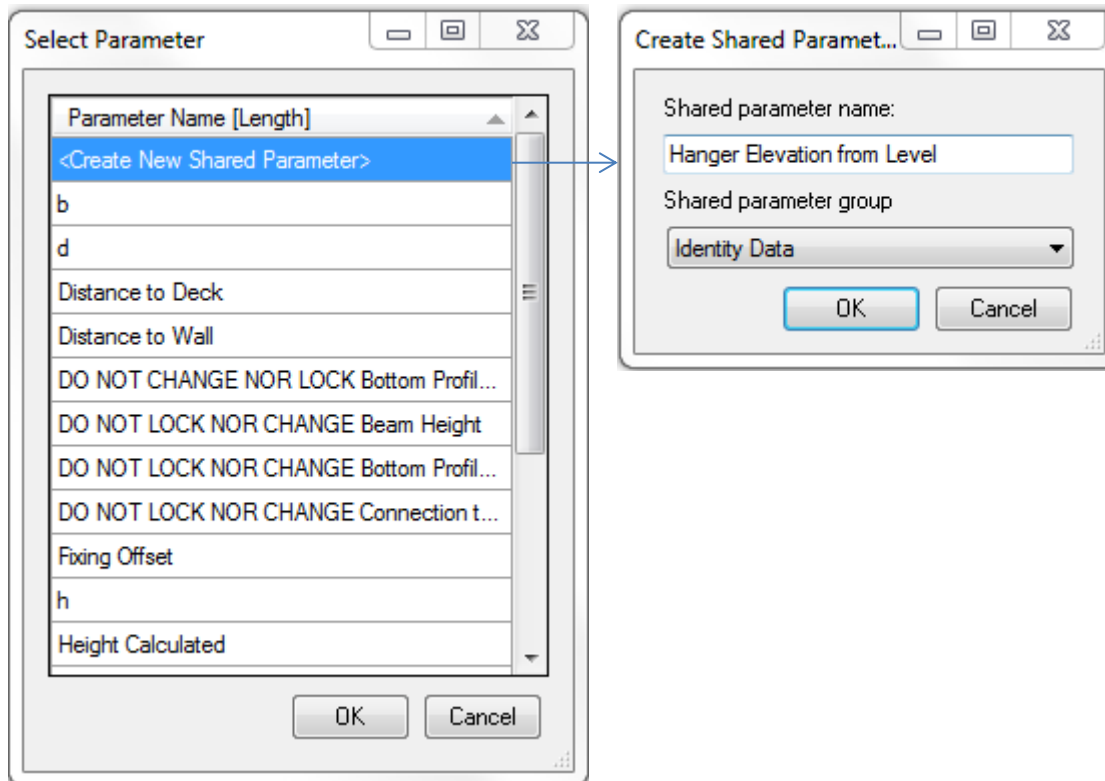 Select Parameter
Parameter Name [Length]
<Create New Shared Parameter>
b
d
Distance to Deck
Distance to Wall
DO NOT CHANGE NOR LOCK Bottom Profil...
DO NOT LOCK NOR CHANGE Beam Height
DO NOT LOCK NOR CHANGE Bottom Profil...
DO NOT LOCK NOR CHANGE Connection t...
Fixing Offset
h
Height Calculated
OK
Cancel
Create Shared Paramet...
Shared parameter name:
Hanger Elevation from Level
Shared parameter group
Identity Data
OK
Cancel